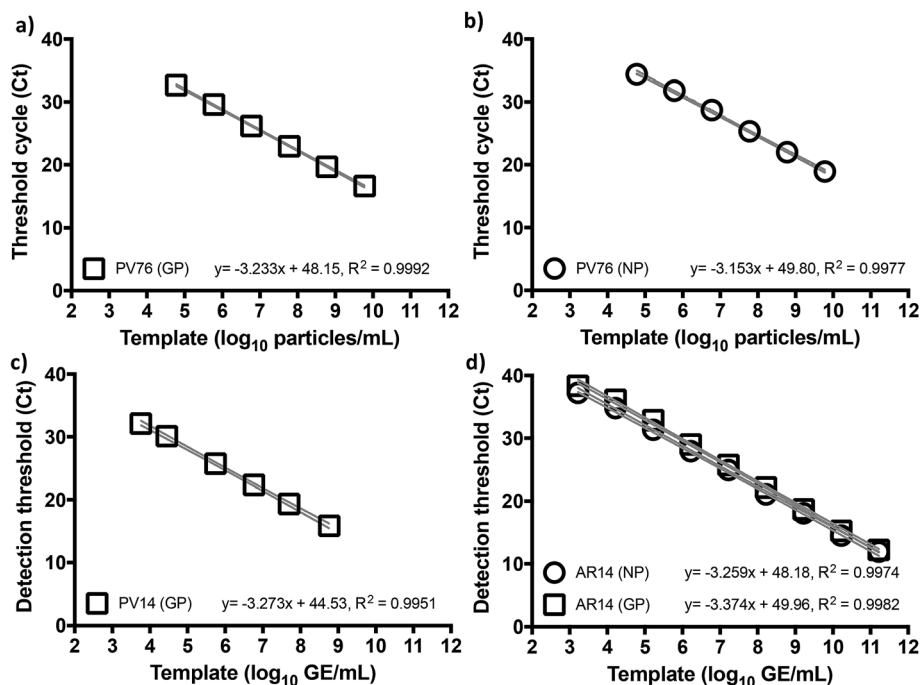 a)
40
30
20
10
0
Threshold cycle (Ct)
PV76 (GP) y= -3.233x + 48.15, R² = 0.9992
2 3 4 5 6 7 8 9 10 11 12
Template (log₁₀ particles/mL)
b)
40
30
20
10
0
Threshold cycle (Ct)
PV76 (NP) y= -3.153x + 49.80, R² = 0.9977
2 3 4 5 6 7 8 9 10 11 12
Template (log₁₀ particles/mL)
c)
40
30
20
10
0
Detection threshold (Ct)
PV14 (GP) y= -3.273x + 44.53, R² = 0.9951
2 3 4 5 6 7 8 9 10 11 12
Template (log₁₀ GE/mL)
d)
40
30
20
10
0
Detection threshold (Ct)
AR14 (NP) y= -3.259x + 48.18, R² = 0.9974
AR14 (GP) y= -3.374x + 49.96, R² = 0.9982
2 3 4 5 6 7 8 9 10 11 12
Template (log₁₀ GE/mL)